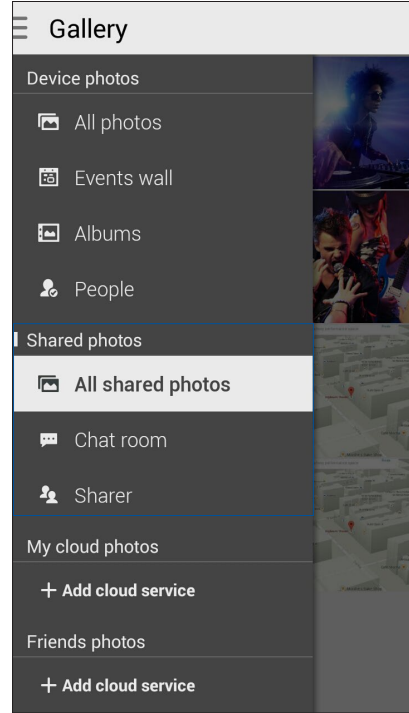 Gallery
Device photos
All photos
Events wall
Albums
People
Shared photos
All shared photos
Chat room
Sharer
My cloud photos
+ Add cloud service
Friends photos
+ Add cloud service